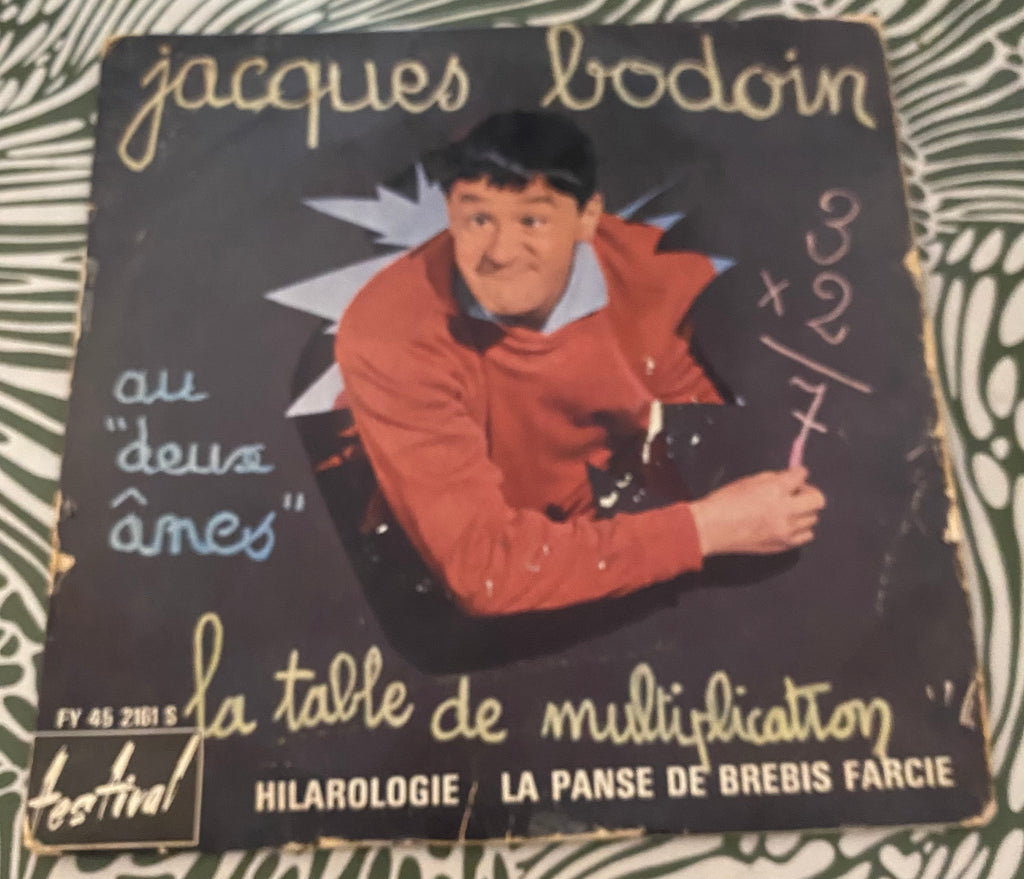 jacques bodoin
3
x 2
7
au
"deux
ânes"
la table de multiplication
FY 45 2161 S
festival
HILAROLOGIE LA PANSE DE BREBIS FARCIE